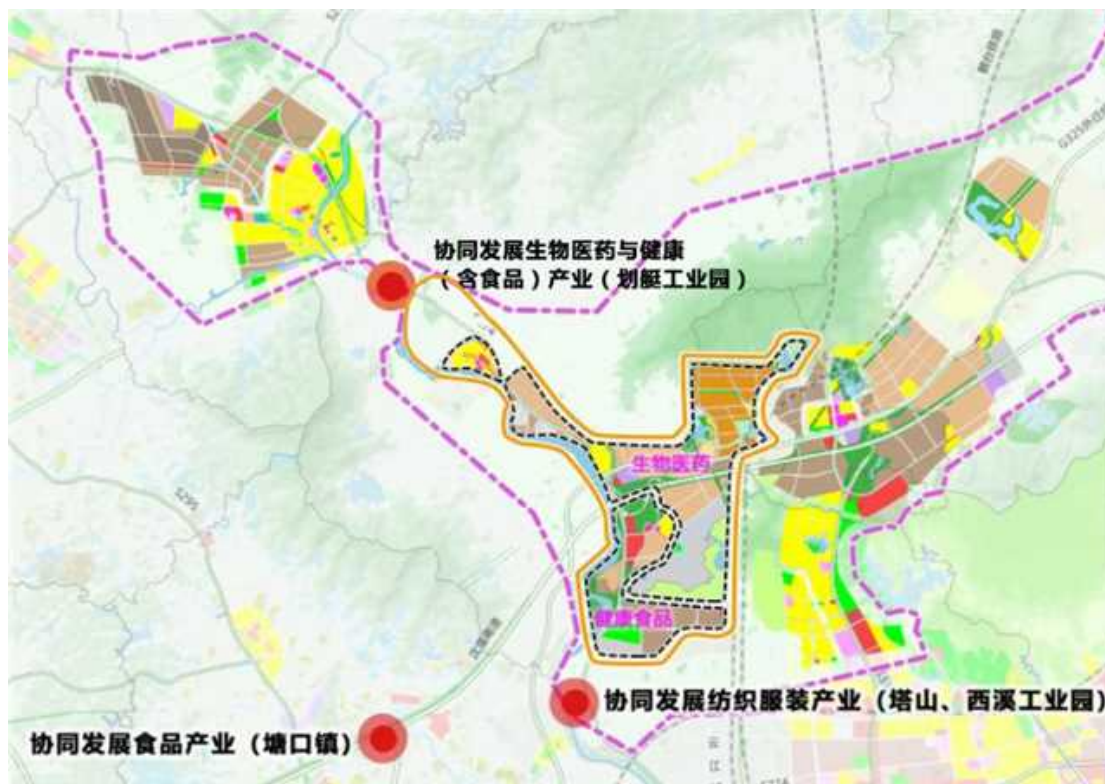 协同发展生物医药与健康
（含食品）产业（划艇工业园）
S295
生物医药
健康食品
协同发展纺织服装产业（塔山、西溪工业园）
协同发展食品产业（塘口镇）